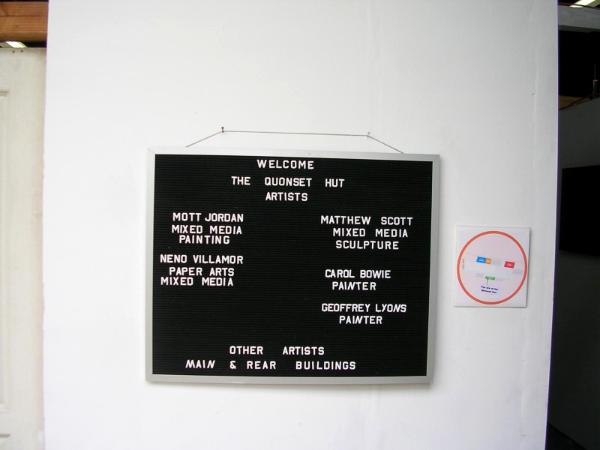 WELCOME
THE QUONSET HUT
ARTISTS
MOTT JORDAN
MIXED MEDIA
PAINTING
NENO VILLAMOR
PAPER ARTS
MIXED MEDIA
MATTHEW SCOTT
MIXED MEDIA
SCULPTURE
CAROL BOWIE
PAINTER
GEOFFREY LYONS
PAINTER
OTHER ARTISTS
MAIN & REAR BUILDINGS